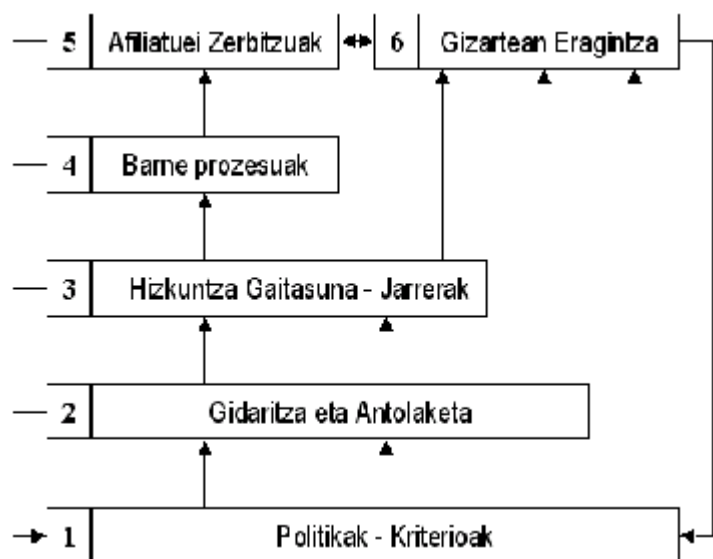 5 Afiliatuei Zerbitzuak 6 Gizartean Eragintza
4 Barne prozesuak
3 Hizkuntza Gaitasuna - Jarrerak
2 Gidaritza eta Antolaketa
1 Politikak - Kriterioak